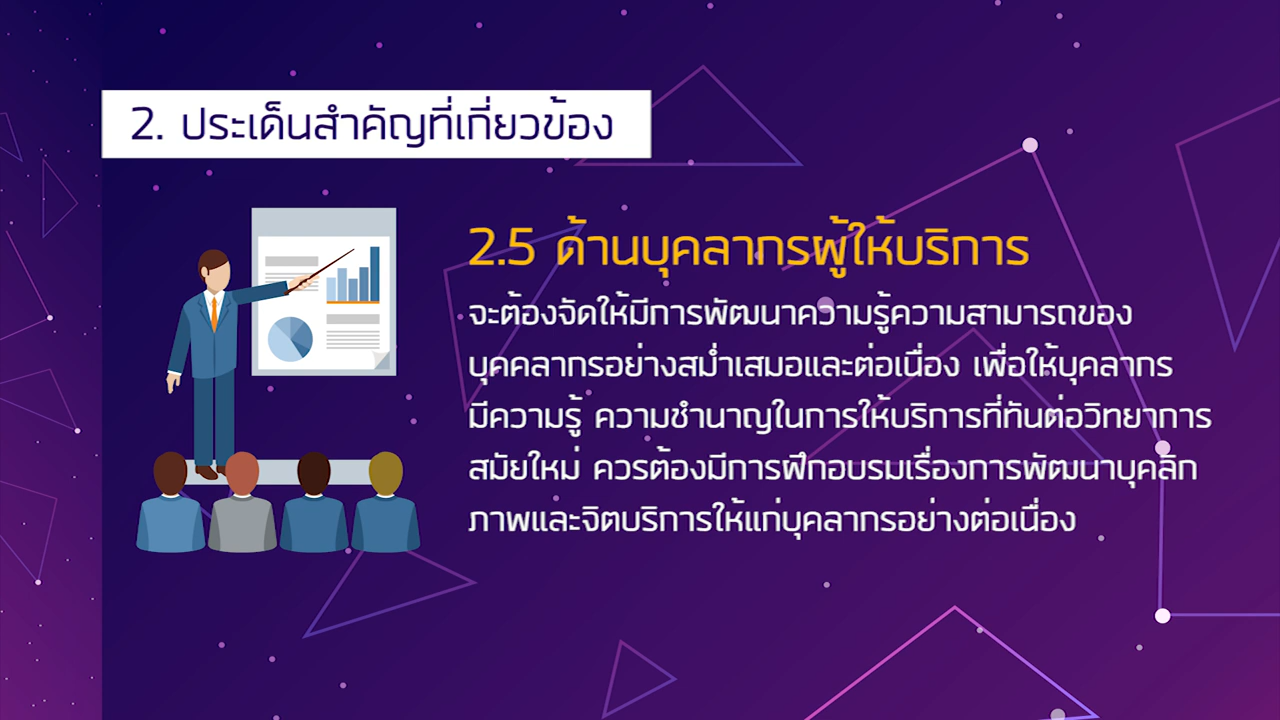 2. ประเด็นสำคัญที่เกี่ยวข้อง
2.5 ด้านบุคลากรผู้ให้บริการ
จะต้องจัดให้มีการพัฒนาความรู้ความสามารถของ
บุคคลากรอย่างสม่ำเสมอและต่อเนื่อง เพื่อให้บุคลากร
มีความรู้ ความชำนาญในการให้บริการที่ทันต่อวิทยาการ
สมัยใหม่ ควรต้องมีการฝึกอบรมเรื่องการพัฒนาบุคลิก
ภาพและจิตบริการให้แก่บุคลากรอย่างต่อเนื่อง